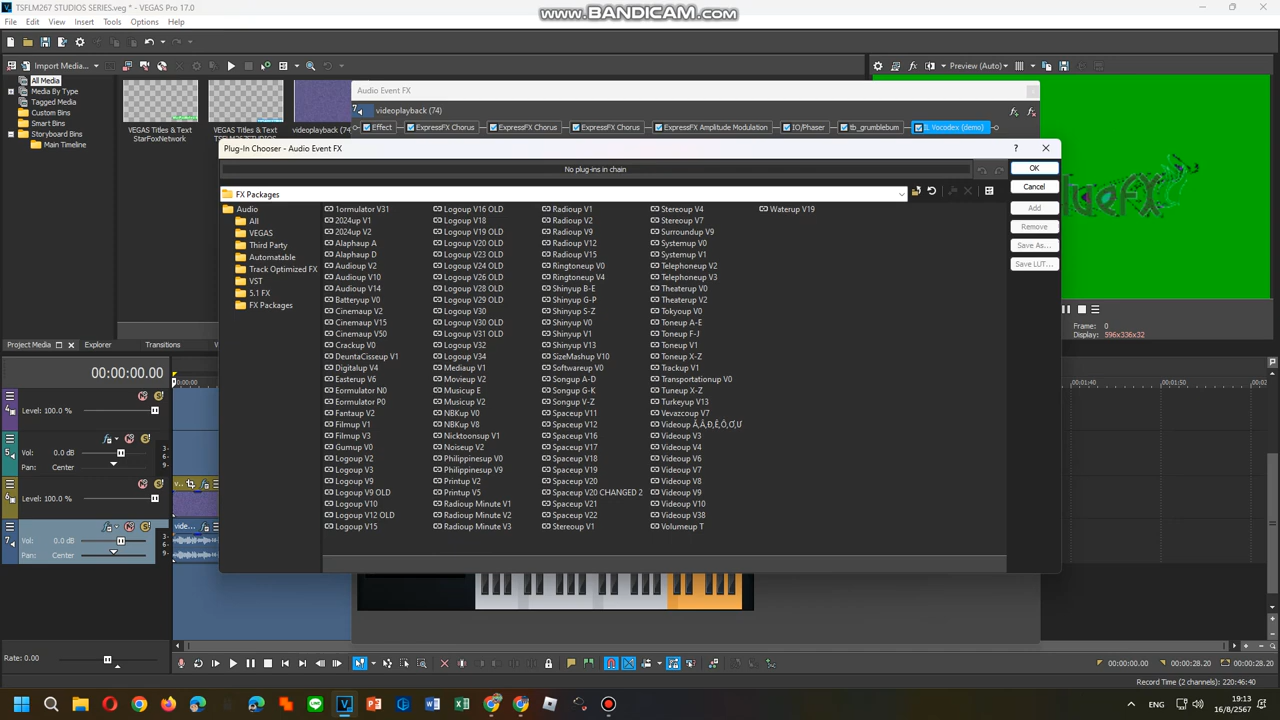 TSFLM267 STUDIOS SERIES.veg * - VEGAS Pro 17.0
www.BANDICAM.com
File Edit View Insert Tools Options Help
Import Media...
Preview (Auto)
All Media
Media By Type
Tagged Media
Custom Bins
Smart Bins
Storyboard Bins
Main Timeline
VEGAS Titles & Text StarFoxNetwork
VEGAS Titles & Text TSFLM267STUDIOS
videoplayback (74)
Audio Event FX
videoplayback (74)
Effect ExpressFX Chorus ExpressFX Chorus ExpressFX Chorus ExpressFX Amplitude Modulation IO/Phaser tb_grumblebum IL Vocodex (demo)
Plug-In Chooser - Audio Event FX
No plug-ins in chain
FX Packages
OK
Cancel
Add
Remove
Save As...
Save LUT...
Audio
All
VEGAS
Third Party
Automatable
Track Optimized FX
VST
5.1 FX
FX Packages
1ormulator V31
2024up V1
2024up V2
Alaphaup A
Alaphaup D
Audioup V2
Audioup V10
Audioup V14
Batteryup V0
Cinemaup V2
Cinemaup V15
Cinemaup V50
Crackup V0
DeuntaCisseup V1
Digitalup V4
Easterup V6
Eormulator N0
Eormulator P0
Fantaup V2
Filmup V1
Filmup V3
Gumup V0
Logoup V2
Logoup V3
Logoup V9
Logoup V9 OLD
Logoup V10
Logoup V12 OLD
Logoup V15
Logoup V16 OLD
Logoup V18
Logoup V19 OLD
Logoup V20 OLD
Logoup V23 OLD
Logoup V24 OLD
Logoup V26 OLD
Logoup V28 OLD
Logoup V29 OLD
Logoup V30
Logoup V30 OLD
Logoup V31 OLD
Logoup V32
Logoup V34
Mediaup V1
Movieup V2
Musicup E
Musicup V2
NBKup V0
NBKup V8
Nicktoonsup V1
Noiseup V2
Philippinesup V0
Philippinesup V9
Printup V2
Printup V5
Radioup Minute V1
Radioup Minute V2
Radioup Minute V3
Radioup V1
Radioup V2
Radioup V9
Radioup V12
Radioup V15
Ringtoneup V0
Ringtoneup V4
Shinyup B-E
Shinyup G-P
Shinyup S-Z
Shinyup V0
Shinyup V1
Shinyup V13
SizeMashup V10
Softwareup V0
Songup A-D
Songup G-K
Songup V-Z
Spaceup V11
Spaceup V12
Spaceup V16
Spaceup V17
Spaceup V18
Spaceup V19
Spaceup V20
Spaceup V20 CHANGED 2
Spaceup V21
Spaceup V22
Stereoup V1
Stereoup V4
Stereoup V7
Surroundup V9
Systemup V0
Systemup V1
Telephoneup V2
Telephoneup V3
Theaterup V0
Theaterup V2
Tokyoup V0
Toneup A-E
Toneup F-J
Toneup V1
Toneup X-Z
Trackup V1
Transportationup V0
Tuneup X-Z
Turkeyup V13
Vevazcoup V7
Videoup Ă,Â,Đ,Ê,Ô,Ơ,Ư
Videoup V3
Videoup V4
Videoup V6
Videoup V7
Videoup V8
Videoup V9
Videoup V10
Videoup V38
Volumeup T
Waterup V19
Frame: 0
Display: 596x336x32
Project Media Explorer Transitions
00:00:00.00
00:01:40 00:01:50
4 Level: 100.0 %
5 Vol: 0.0 dB
Pan: Center
6 Level: 100.0 %
7 Vol: 0.0 dB
Pan: Center
Rate: 0.00
00:00:00.00 00:00:28.20 00:00:28.20
Record Time (2 channels): 220:46:40
ENG
19:13
16/8/2567